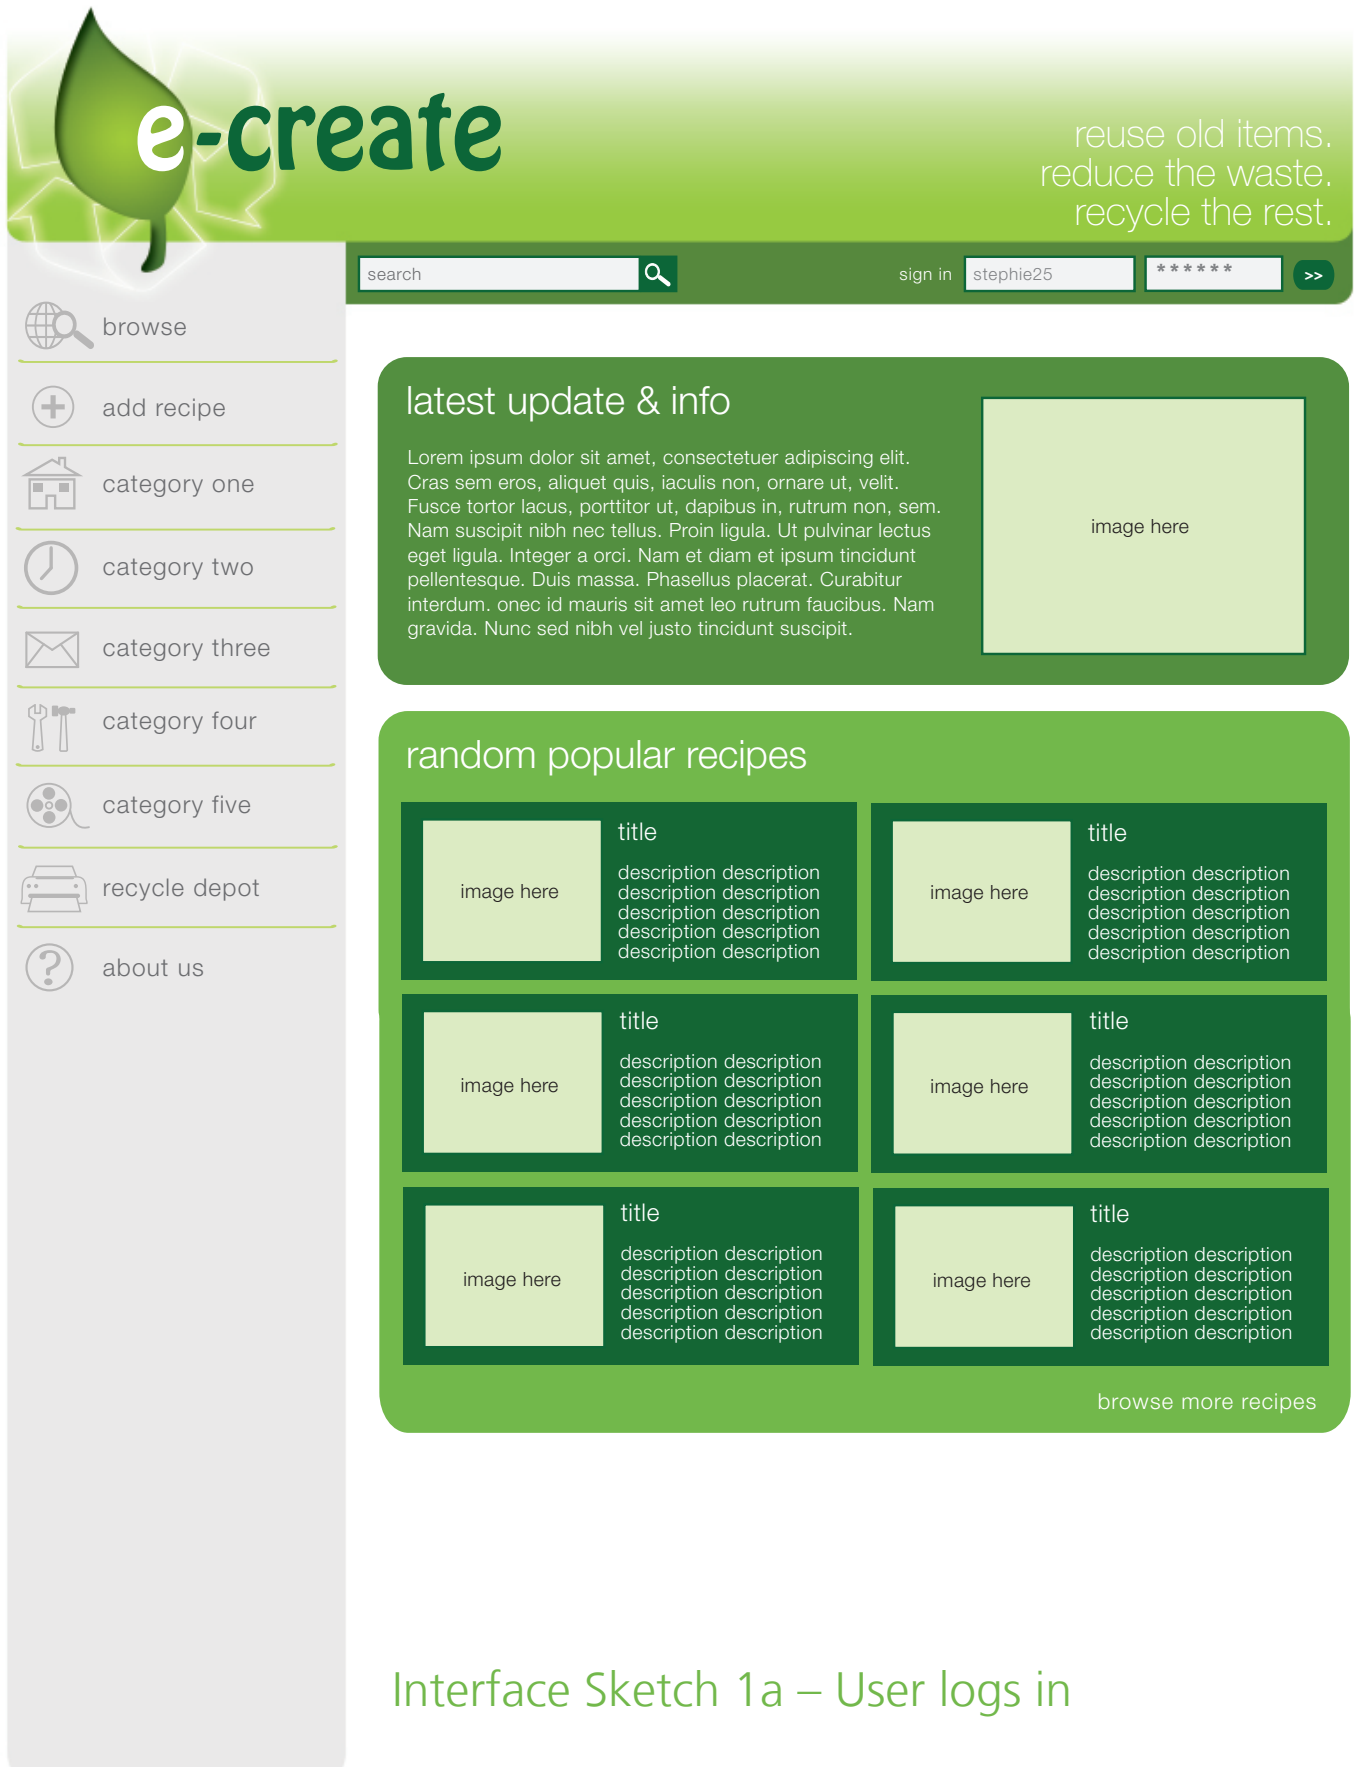 e-create
reuse old items.
reduce the waste.
recycle the rest.
search
sign in
stephie25
******
>>
browse
add recipe
category one
category two
category three
category four
category five
recycle depot
about us
latest update & info
Lorem ipsum dolor sit amet, consectetuer adipiscing elit.
Cras sem eros, aliquet quis, iaculis non, ornare ut, velit.
Fusce tortor lacus, porttitor ut, dapibus in, rutrum non, sem.
Nam suscipit nibh nec tellus. Proin ligula. Ut pulvinar lectus
eget ligula. Integer a orci. Nam et diam et ipsum tincidunt
pellentesque. Duis massa. Phasellus placerat. Curabitur
interdum. onec id mauris sit amet leo rutrum faucibus. Nam
gravida. Nunc sed nibh vel justo tincidunt suscipit.
image here
random popular recipes
image here
title
description description
description description
description description
description description
description description
image here
title
description description
description description
description description
description description
description description
image here
title
description description
description description
description description
description description
description description
image here
title
description description
description description
description description
description description
description description
image here
title
description description
description description
description description
description description
description description
image here
title
description description
description description
description description
description description
description description
browse more recipes
Interface Sketch 1a – User logs in